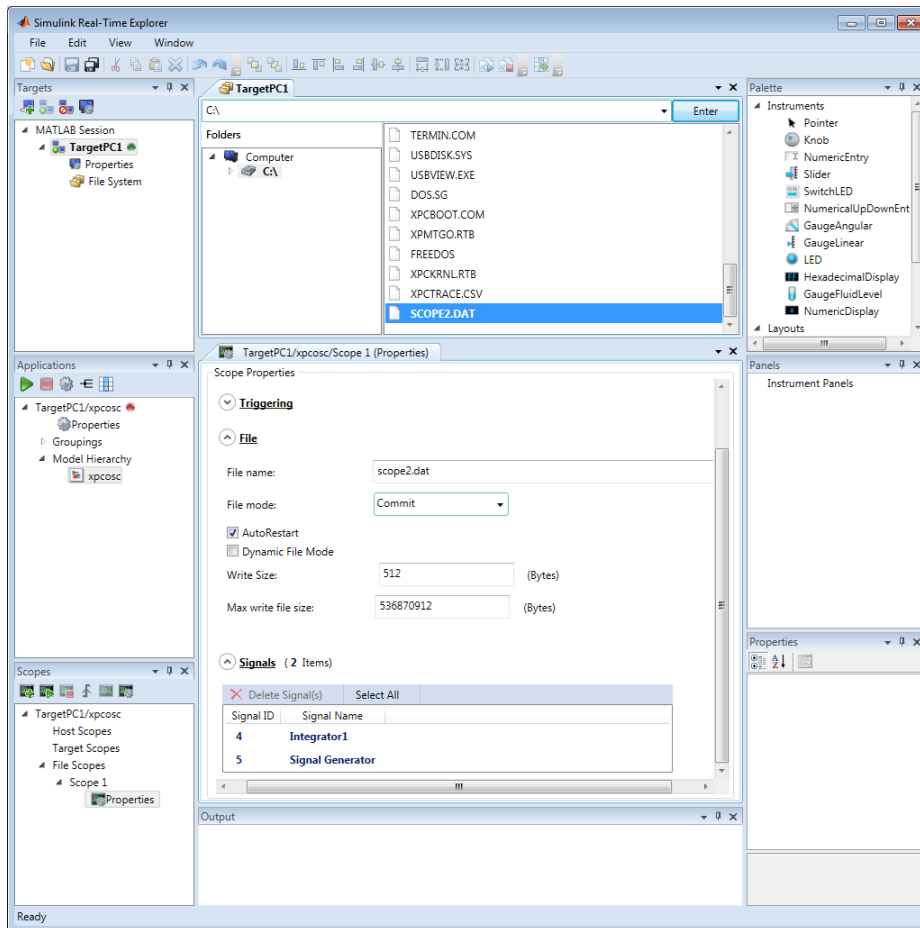 Simulink Real-Time Explorer
File Edit View Window
Targets
MATLAB Session
TargetPC1
Properties
File System
TargetPC1
C:\
Enter
Folders
Computer
C:\
TERMIN.COM
USBDISK.SYS
USBVIEW.EXE
DOS.SG
XPCBOOT.COM
XPMTGO.RTB
FREEDOS
XPCKRNL.RTB
XPCTRACE.CSV
SCOPE2.DAT
Palette
Instruments
Pointer
Knob
NumericEntry
Slider
SwitchLED
NumericalUpDownEnt
GaugeAngular
GaugeLinear
LED
HexadecimalDisplay
GaugeFluidLevel
NumericDisplay
Layouts
Applications
TargetPC1/xpcosc
Properties
Groupings
Model Hierarchy
xpcosc
TargetPC1/xpcosc/Scope 1 (Properties)
Scope Properties
Triggering
File
File name: scope2.dat
File mode: Commit
AutoRestart
Dynamic File Mode
Write Size: 512 (Bytes)
Max write file size: 536870912 (Bytes)
Signals ( 2 Items)
Delete Signal(s) Select All
Signal ID Signal Name
4 Integrator1
5 Signal Generator
Panels
Instrument Panels
Scopes
TargetPC1/xpcosc
Host Scopes
Target Scopes
File Scopes
Scope 1
Properties
Output
Properties
Ready